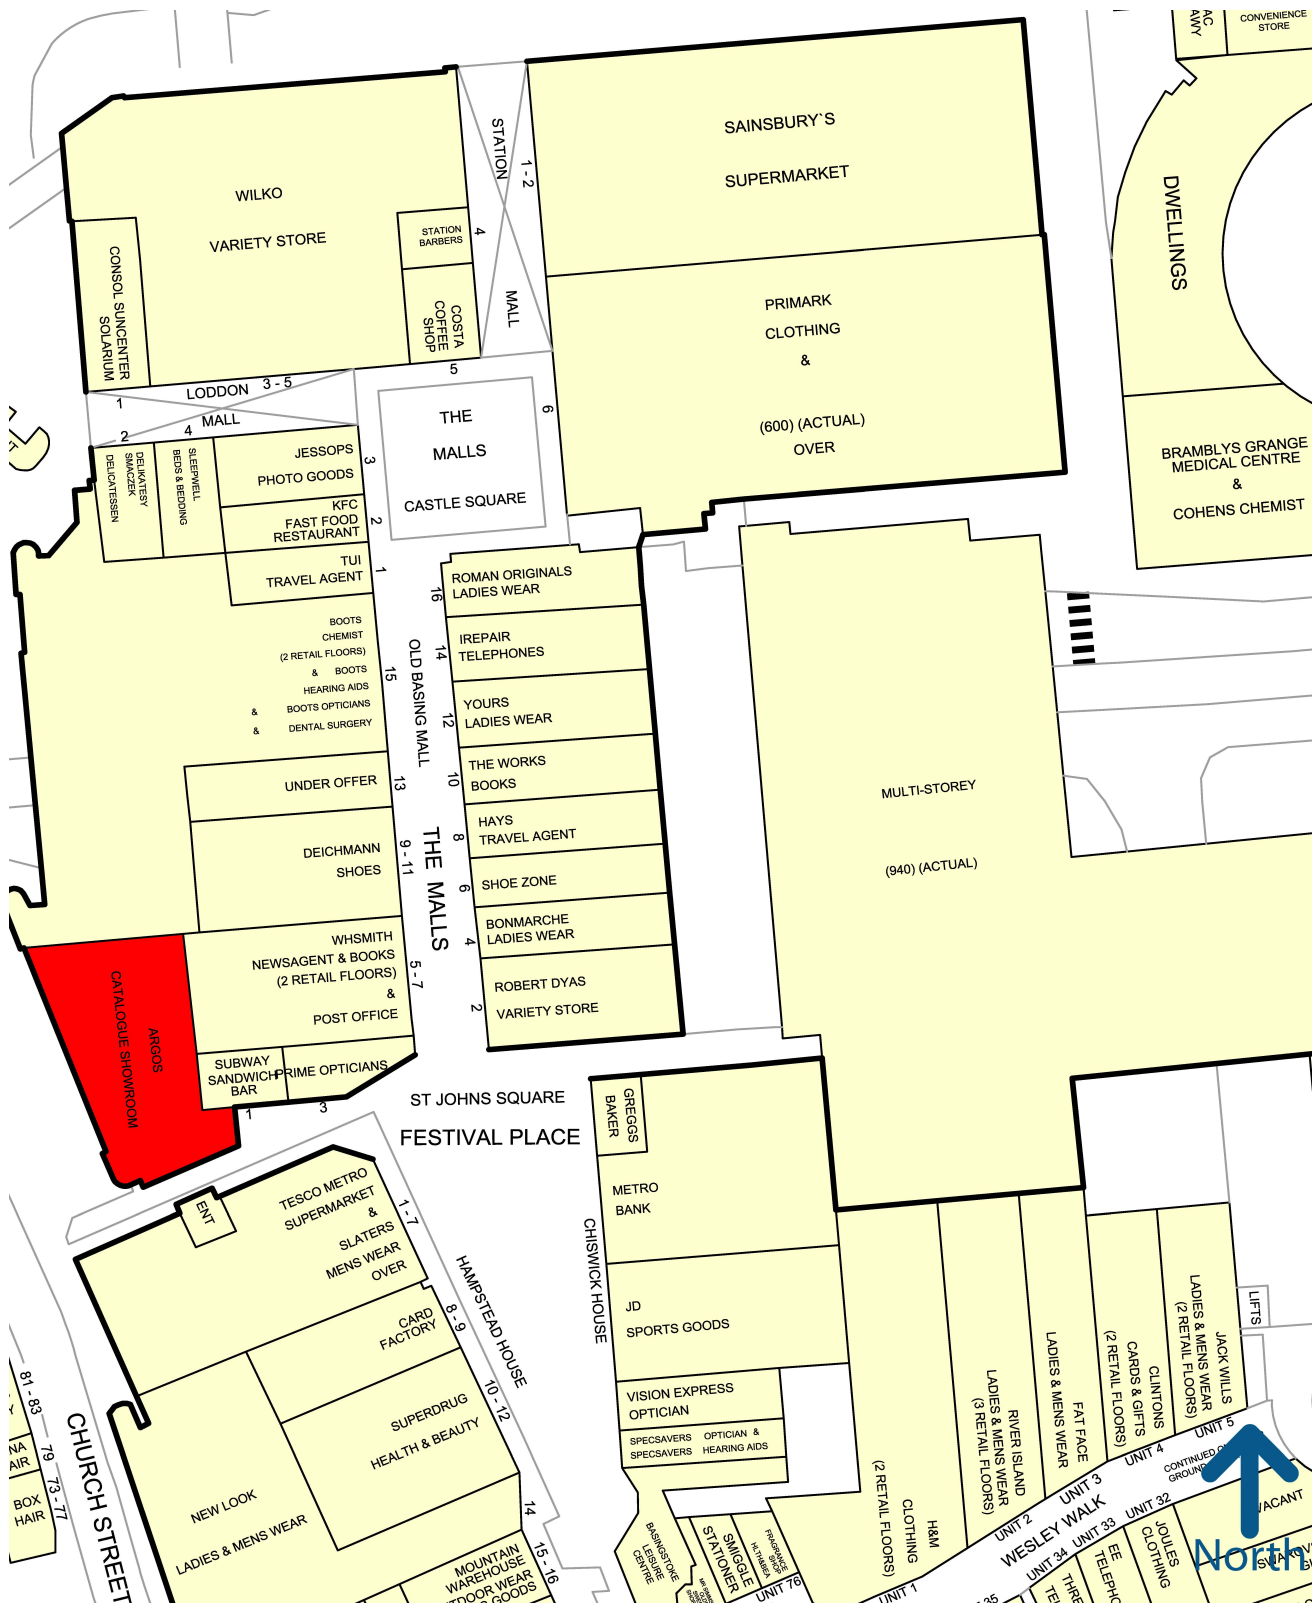 CONVENIENCE
STORE
STATION
1 - 2
SAINSBURY`S
SUPERMARKET
WILKO
VARIETY STORE
STATION
BARBERS
4
DWELLINGS
CONSOL SUNCENTER
SOLARIUM
COSTA
COFFEE
SHOP
MALL
PRIMARK
CLOTHING
&
(600) (ACTUAL)
OVER
LODDON
3 - 5
MALL
1
2
4
5
6
THE
MALLS
CASTLE SQUARE
DELIKATESY
SMACZEK
DELICATESSEN
SLEEPWELL
BEDS & BEDDING
JESSOPS
PHOTO GOODS
3
KFC
FAST FOOD
RESTAURANT
2
TUI
TRAVEL AGENT
1
BRAMBLYS GRANGE
MEDICAL CENTRE
&
COHENS CHEMIST
ROMAN ORIGINALS
LADIES WEAR
16
IREPAIR
TELEPHONES
14
BOOTS
CHEMIST
(2 RETAIL FLOORS)
& BOOTS
HEARING AIDS
& BOOTS OPTICIANS
& DENTAL SURGERY
15
OLD BASING MALL
YOURS
LADIES WEAR
12
THE WORKS
BOOKS
10
UNDER OFFER
13
MULTI-STOREY
(940) (ACTUAL)
HAYS
TRAVEL AGENT
8
DEICHMANN
SHOES
9 - 11
THE MALLS
SHOE ZONE
6
BONMARCHE
LADIES WEAR
4
WHSMITH
NEWSAGENT & BOOKS
(2 RETAIL FLOORS)
&
POST OFFICE
5 - 7
ROBERT DYAS
VARIETY STORE
2
ARGOS
CATALOGUE SHOWROOM
SUBWAY
SANDWICH
BAR
1
PRIME OPTICIANS
3
ST JOHNS SQUARE
FESTIVAL PLACE
GREGGS
BAKER
METRO
BANK
CHISWICK HOUSE
JD
SPORTS GOODS
VISION EXPRESS
OPTICIAN
SPECSAVERS OPTICIAN &
SPECSAVERS HEARING AIDS
ENT
TESCO METRO
SUPERMARKET
&
SLATERS
MENS WEAR
OVER
1 - 7
HAMPSTEAD HOUSE
CARD
FACTORY
8 - 9
SUPERDRUG
HEALTH & BEAUTY
10 - 12
NEW LOOK
LADIES & MENS WEAR
14
MOUNTAIN
WAREHOUSE
15 - 16
CHURCH STREET
81 - 83
79
73 - 77
BOX
HAIR
BASINGSTOKE
LEISURE
CENTRE
SMIGGLE
STATIONER
FRAGRANCE
SHOP
HLTH&BEA
UNIT 76
H&M
CLOTHING
(2 RETAIL FLOORS)
UNIT 1
RIVER ISLAND
LADIES & MENS WEAR
(3 RETAIL FLOORS)
UNIT 2
FAT FACE
LADIES & MENS WEAR
UNIT 3
CLINTONS
CARDS & GIFTS
(2 RETAIL FLOORS)
UNIT 4
JACK WILLS
LADIES & MENS WEAR
(2 RETAIL FLOORS)
UNIT 5
LIFTS
WESLEY WALK
CONTINUED
UNIT 32
UNIT 33
UNIT 34
JOULES
CLOTHING
VACANT
North